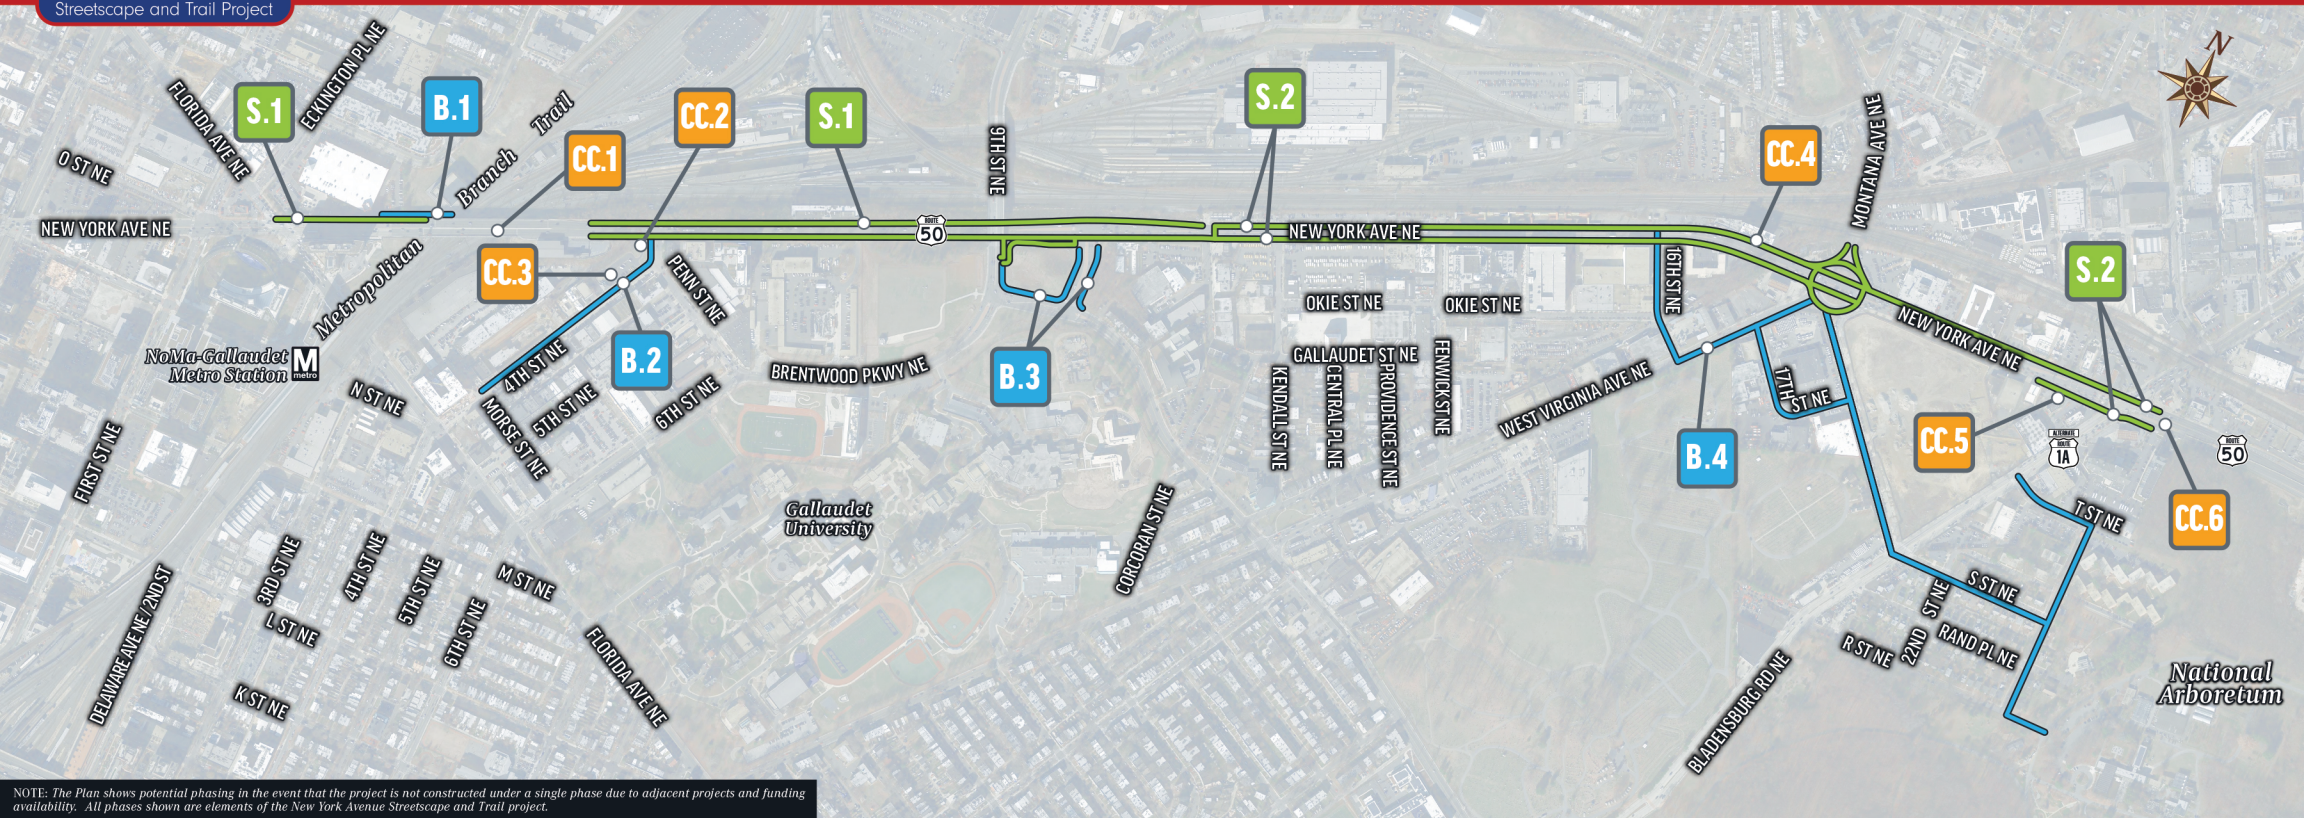 Streetscape and Trail Project
N
ECKINGTON PL NE
FLORIDA AVE NE
S.1
B.1
Trail
Branch
Metropolitan
CC.1
CC.2
S.1
9TH ST NE
S.2
CC.4
MONTANA AVE NE
O ST NE
NEW YORK AVE NE
ROUTE
50
NEW YORK AVE NE
CC.3
PENN ST NE
16TH ST NE
S.2
OKIE ST NE
OKIE ST NE
NEW YORK AVE NE
NoMa-Gallaudet
Metro Station
M
metro
B.2
4TH ST NE
5TH ST NE
6TH ST NE
MORSE ST NE
N ST NE
BRENTWOOD PKWY NE
B.3
GALLAUDET ST NE
KENDALL ST NE
CENTRAL PL NE
PROVIDENCE ST NE
FENWICK ST NE
WEST VIRGINIA AVE NE
17TH
ST NE
B.4
CC.5
ALTERNATE
ROUTE
1A
ROUTE
50
CC.6
FIRST ST NE
Gallaudet
University
CORCORAN ST NE
T ST NE
DELAWARE AVE NE / 2ND ST
3RD ST NE
4TH ST NE
5TH ST NE
6TH ST NE
M ST NE
L ST NE
K ST NE
FLORIDA AVE NE
S ST NE
22ND
ST NE
R ST NE
RAND PL NE
BLADENSBURG RD NE
National
Arboretum
NOTE: The Plan shows potential phasing in the event that the project is not constructed under a single phase due to adjacent projects and funding
availability. All phases shown are elements of the New York Avenue Streetscape and Trail project.